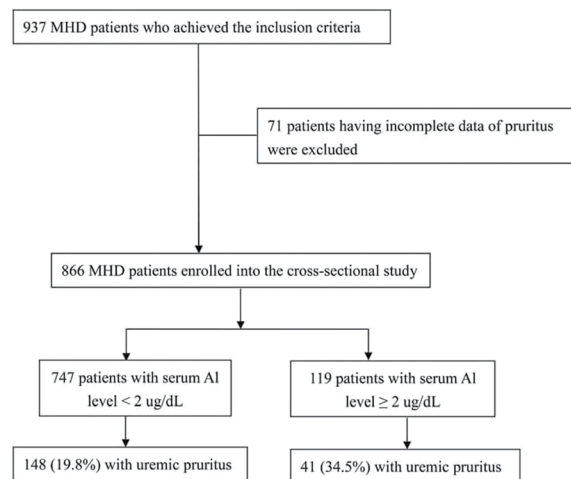 937 MHD patients who achieved the inclusion criteria
71 patients having incomplete data of pruritus
were excluded
866 MHD patients enrolled into the cross-sectional study
747 patients with serum Al
level < 2 ug/dL
119 patients with serum Al
level ≥ 2 ug/dL
148 (19.8%) with uremic pruritus
41 (34.5%) with uremic pruritus